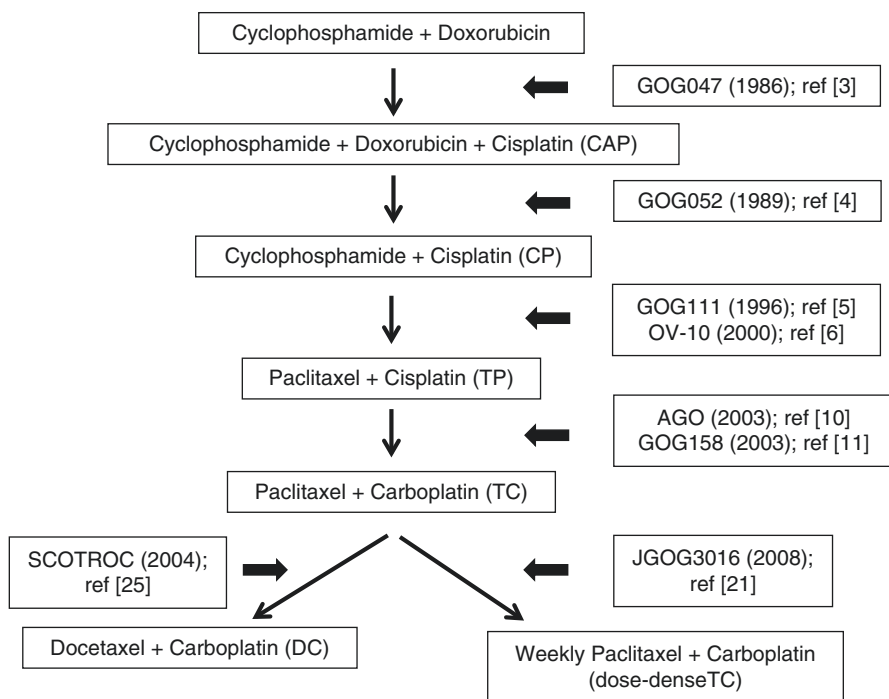 Cyclophosphamide + Doxorubicin
GOG047 (1986); ref [3]
Cyclophosphamide + Doxorubicin + Cisplatin (CAP)
GOG052 (1989); ref [4]
Cyclophosphamide + Cisplatin (CP)
GOG111 (1996); ref [5]
OV-10 (2000); ref [6]
Paclitaxel + Cisplatin (TP)
AGO (2003); ref [10]
GOG158 (2003); ref [11]
Paclitaxel + Carboplatin (TC)
SCOTROC (2004);
ref [25]
JGOG3016 (2008);
ref [21]
Docetaxel + Carboplatin (DC)
Weekly Paclitaxel + Carboplatin
(dose-denseTC)